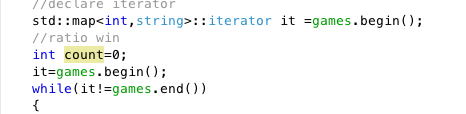 //declare iterator
std::map<int,string>::iterator it =games.begin();
//ratio win
int count=0;
it=games.begin();
while(it!=games.end())
{